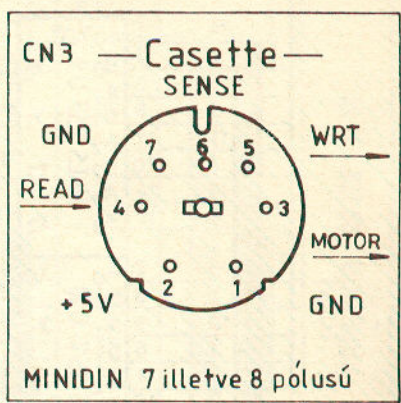 CN3 — Casette —
SENSE
GND
7 6 5
WRT
READ
4 3
MOTOR
2 1
+5V
GND
MINIDIN 7 illetve 8 pólusú